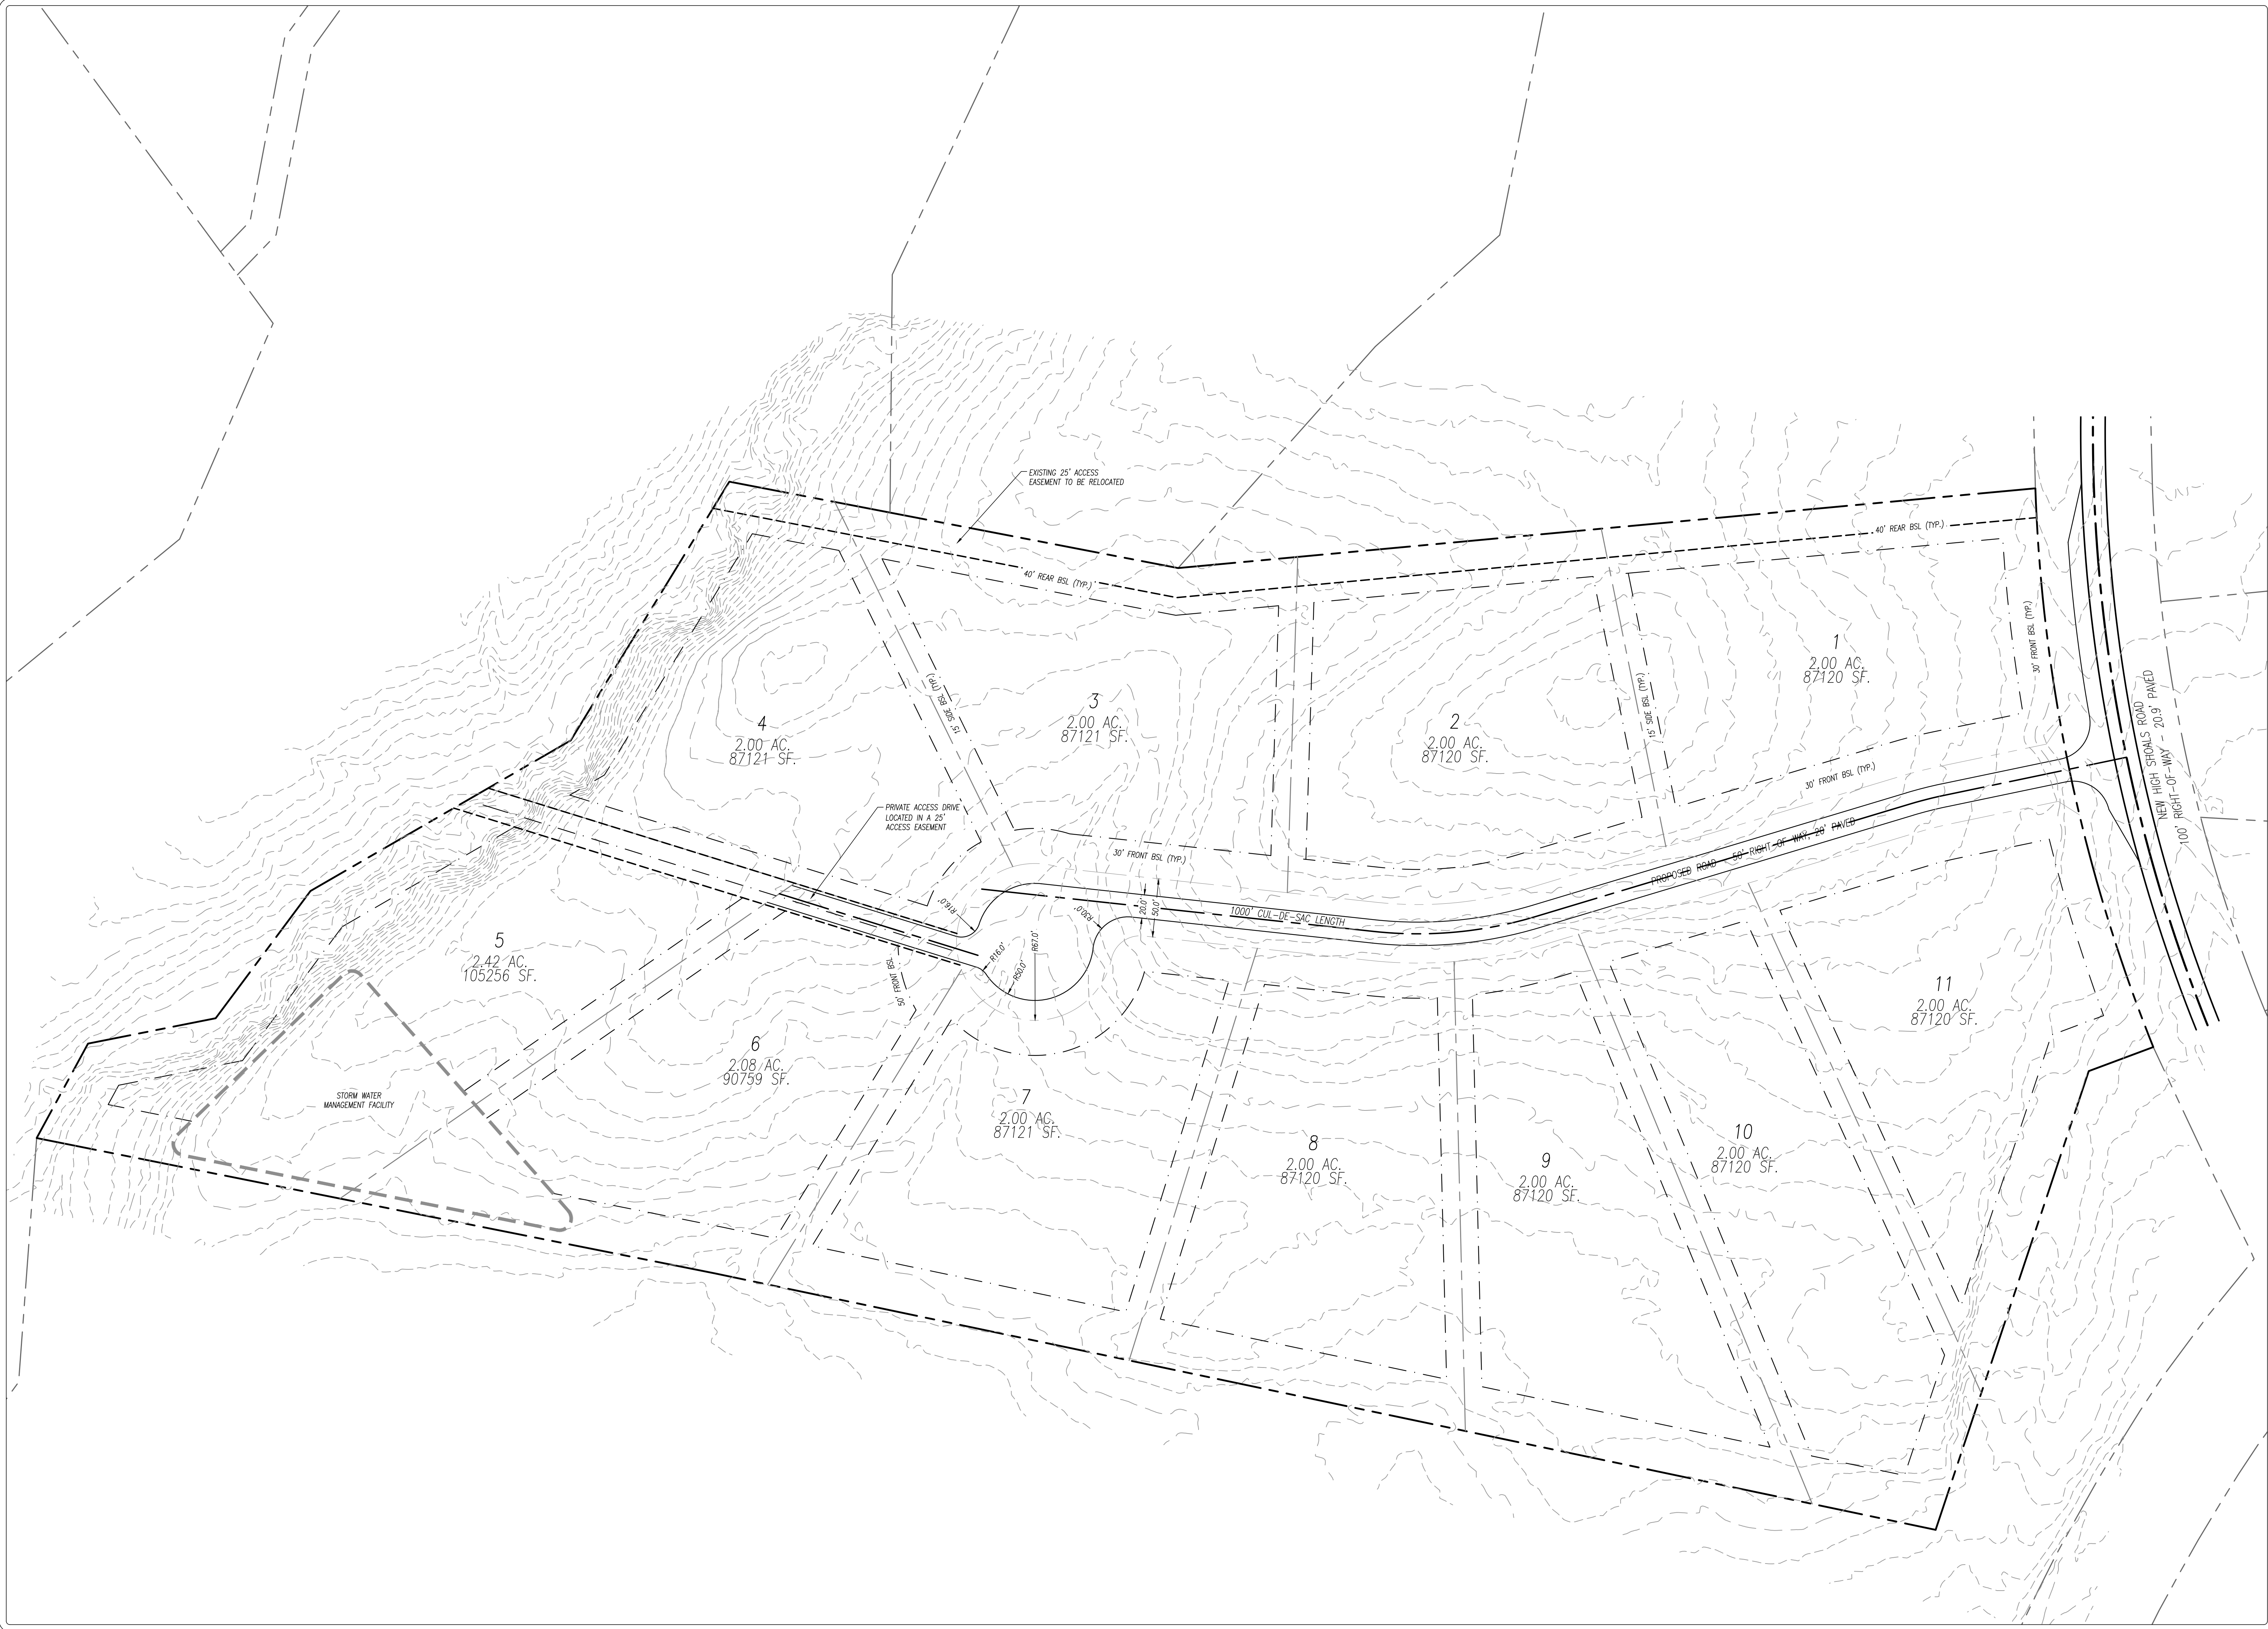 EXISTING 25' ACCESS
EASEMENT TO BE RELOCATED
40' REAR BSL (TYP.)
40' REAR BSL (TYP.)
30' FRONT BSL (TYP.)
1
2.00 AC.
87120 SF.
15' SIDE BSL (TYP.)
15' SIDE BSL (TYP.)
2
2.00 AC.
87120 SF.
3
2.00 AC.
87121 SF.
4
2.00 AC.
87121 SF.
NEW HIGH SHOALS ROAD
100' RIGHT-OF-WAY - 20.9' PAVED
30' FRONT BSL (TYP.)
PRIVATE ACCESS DRIVE
LOCATED IN A 25'
ACCESS EASEMENT
30' FRONT BSL (TYP.)
PROPOSED ROAD - 50' RIGHT-OF-WAY, 20' PAVED
1000' CUL-DE-SAC LENGTH
20.0'
50.0'
R16.0'
R30.0'
R67.0'
R16.0'
R50.0'
50' FRONT BSL
5
2.42 AC.
105256 SF.
6
2.08 AC.
90759 SF.
STORM WATER
MANAGEMENT FACILITY
7
2.00 AC.
87121 SF.
8
2.00 AC.
87120 SF.
9
2.00 AC.
87120 SF.
10
2.00 AC.
87120 SF.
11
2.00 AC.
87120 SF.